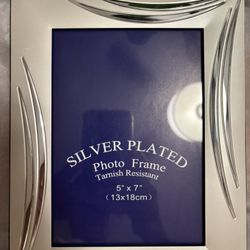 SILVER PLATED
Photo Frame
Tarnish Resistant
5" x 7"
(13x18cm)